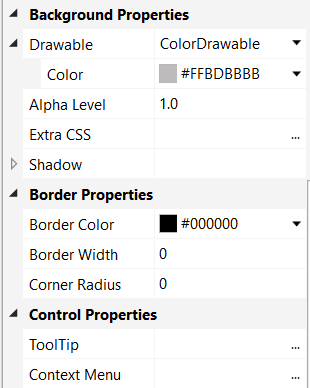 Background Properties
Drawable ColorDrawable
Color #FFBDBBBB
Alpha Level 1.0
Extra CSS ...
Shadow
Border Properties
Border Color #000000
Border Width 0
Corner Radius 0
Control Properties
ToolTip ...
Context Menu ...